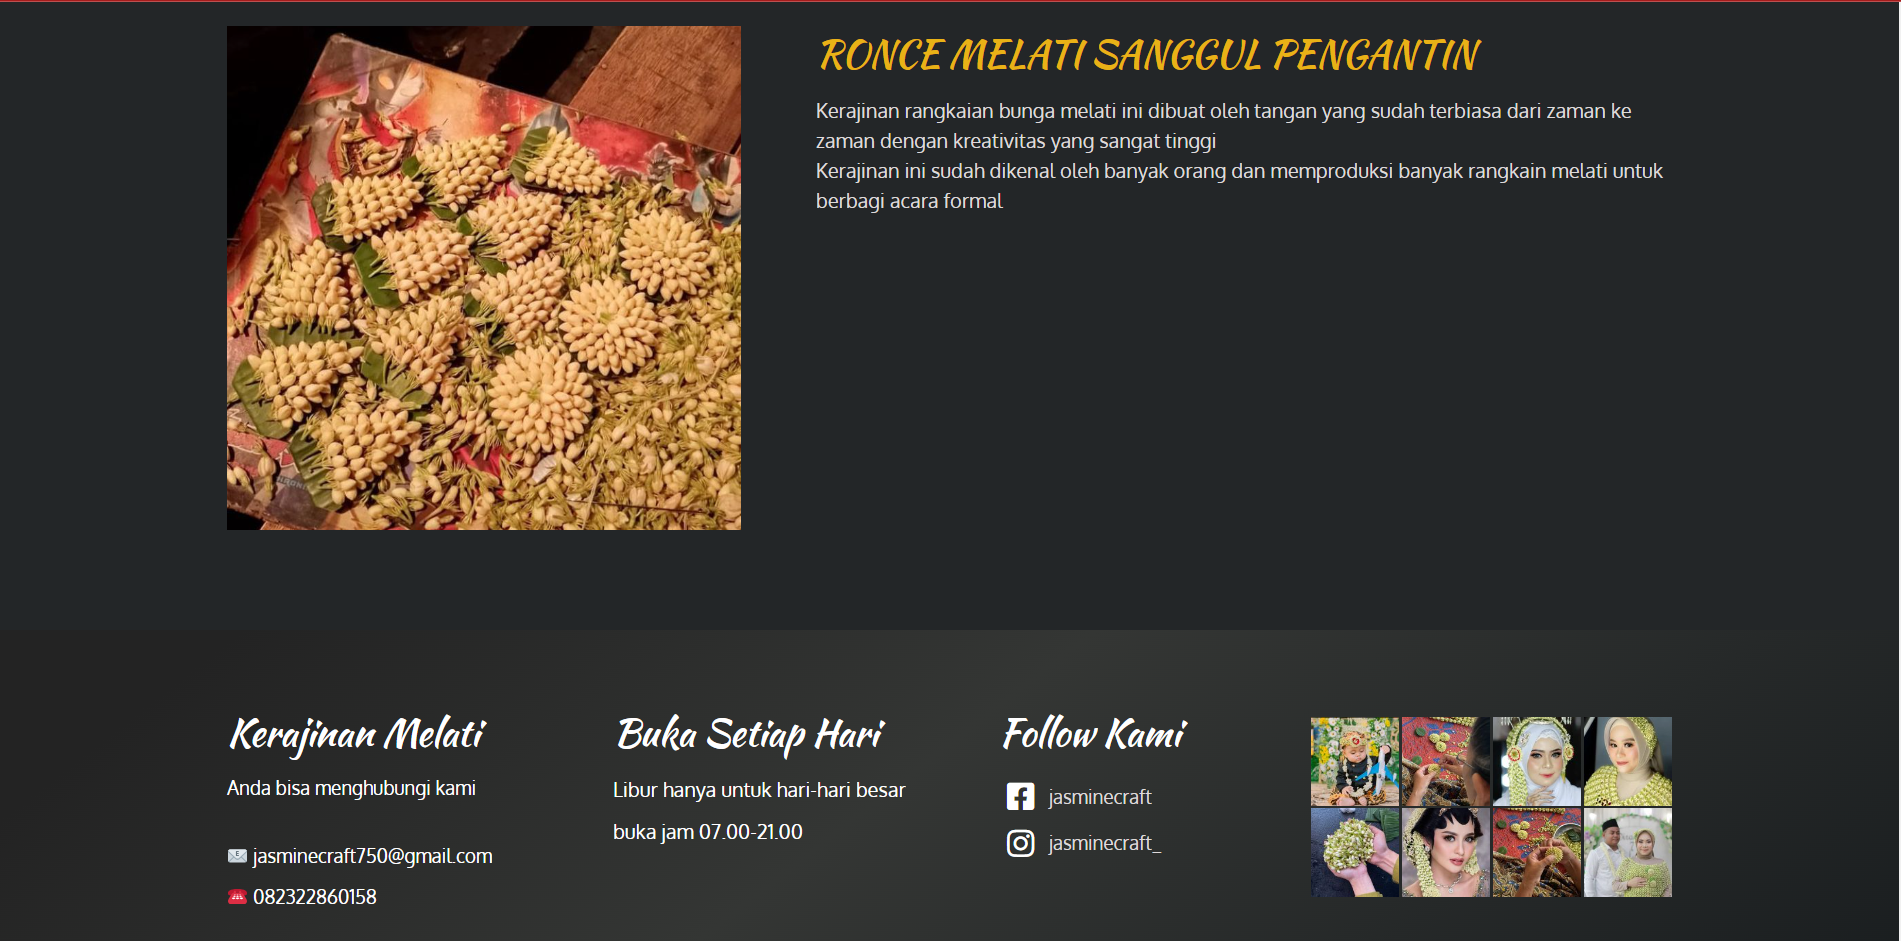 RONCE MELATI SANGGUL PENGANTIN
Kerajinan rangkaian bunga melati ini dibuat oleh tangan yang sudah terbiasa dari zaman ke
zaman dengan kreativitas yang sangat tinggi
Kerajinan ini sudah dikenal oleh banyak orang dan memproduksi banyak rangkain melati untuk
berbagi acara formal
Kerajinan Melati
Anda bisa menghubungi kami
jasminecraft750@gmail.com
082322860158
Buka Setiap Hari
Libur hanya untuk hari-hari besar
buka jam 07.00-21.00
Follow Kami
jasminecraft
jasminecraft_